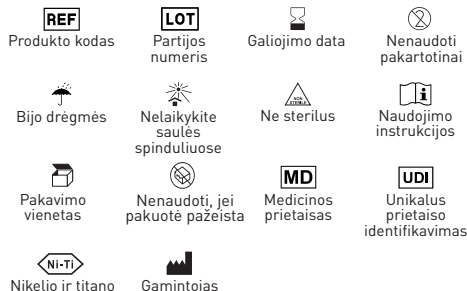 REF
LOT
Produkto kodas
Partijos
numeris
Galiojimo data
Nenaudoti
pakartotinai
2
NON
STERILE
i
Bijo drėgmės
Nelaikykite
saulės
spinduliuose
Ne sterilus
Naudojimo
instrukcijos
MD
UDI
Pakavimo
vienetas
Nenaudoti, jei
pakuotė pažeista
Medicinos
prietaisas
Unikalus
prietaiso
identifikavimas
Ni-Ti
Nikelio ir titano
Gamintojas